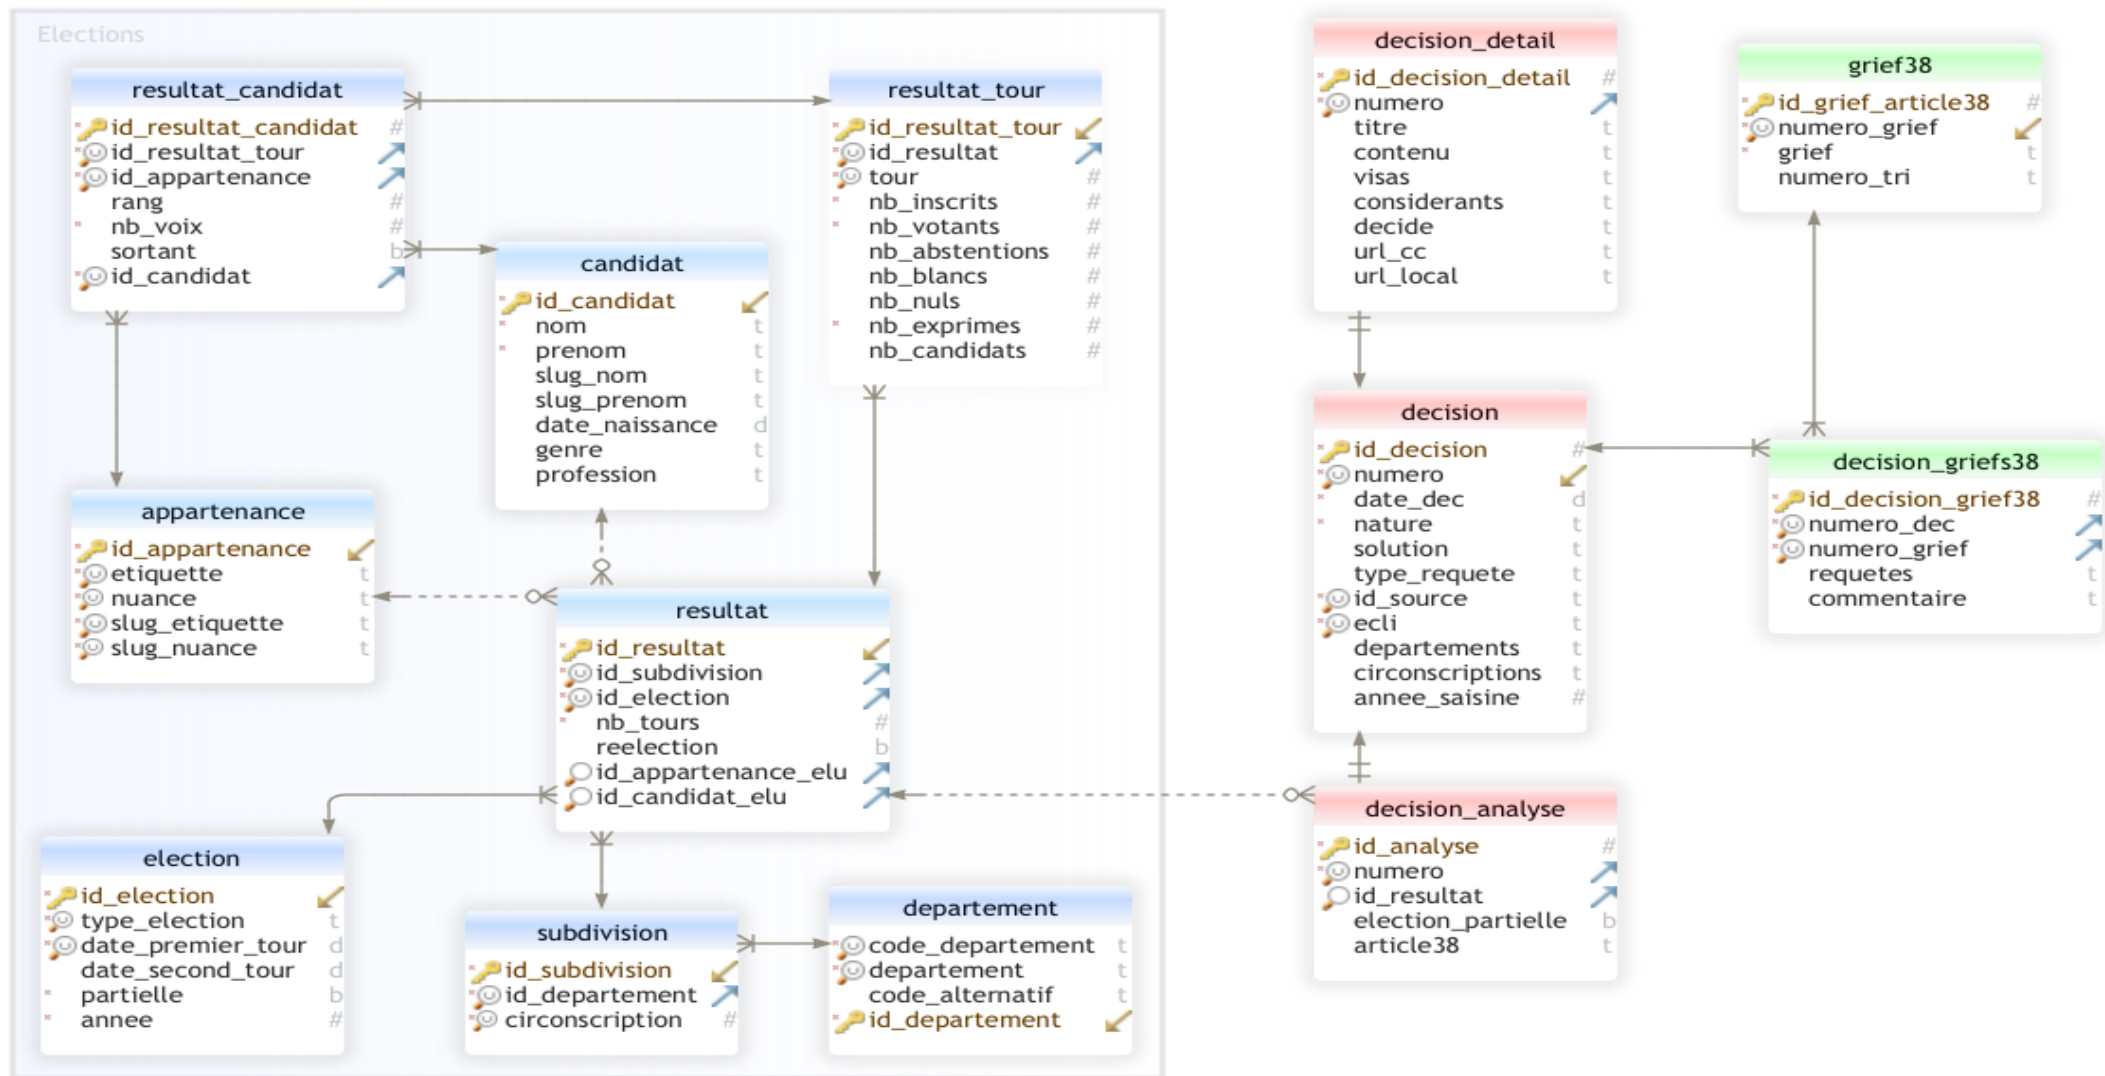 Elections
resultat_candidat
id_resultat_candidat #
id_resultat_tour
id_appartenance
rang #
nb_voix #
sortant b
id_candidat
resultat_tour
id_resultat_tour
id_resultat
tour #
nb_inscrits #
nb_votants #
nb_abstentions #
nb_blancs #
nb_nuls #
nb_exprimes #
nb_candidats #
candidat
id_candidat
nom t
prenom t
slug_nom t
slug_prenom t
date_naissance d
genre t
profession t
appartenance
id_appartenance
etiquette t
nuance t
slug_etiquette t
slug_nuance t
resultat
id_resultat
id_subdivision
id_election
nb_tours #
reelection b
id_appartenance_elu
id_candidat_elu
election
id_election
type_election t
date_premier_tour d
date_second_tour d
partielle b
annee #
subdivision
id_subdivision
id_departement
circonscription #
departement
code_departement t
departement t
code_alternatif t
id_departement
decision_detail
id_decision_detail #
numero
titre t
contenu t
visas t
considerants t
decide t
url_cc t
url_local t
decision
id_decision #
numero
date_dec d
nature t
solution t
type_requete t
id_source t
ecli t
departements t
circonscriptions t
annee_saisine #
decision_analyse
id_analyse #
numero
id_resultat
election_partielle b
article38 t
grief38
id_grief_article38 #
numero_grief
grief t
numero_tri t
decision_griefs38
id_decision_grief38 #
numero_dec
numero_grief
requetes t
commentaire t